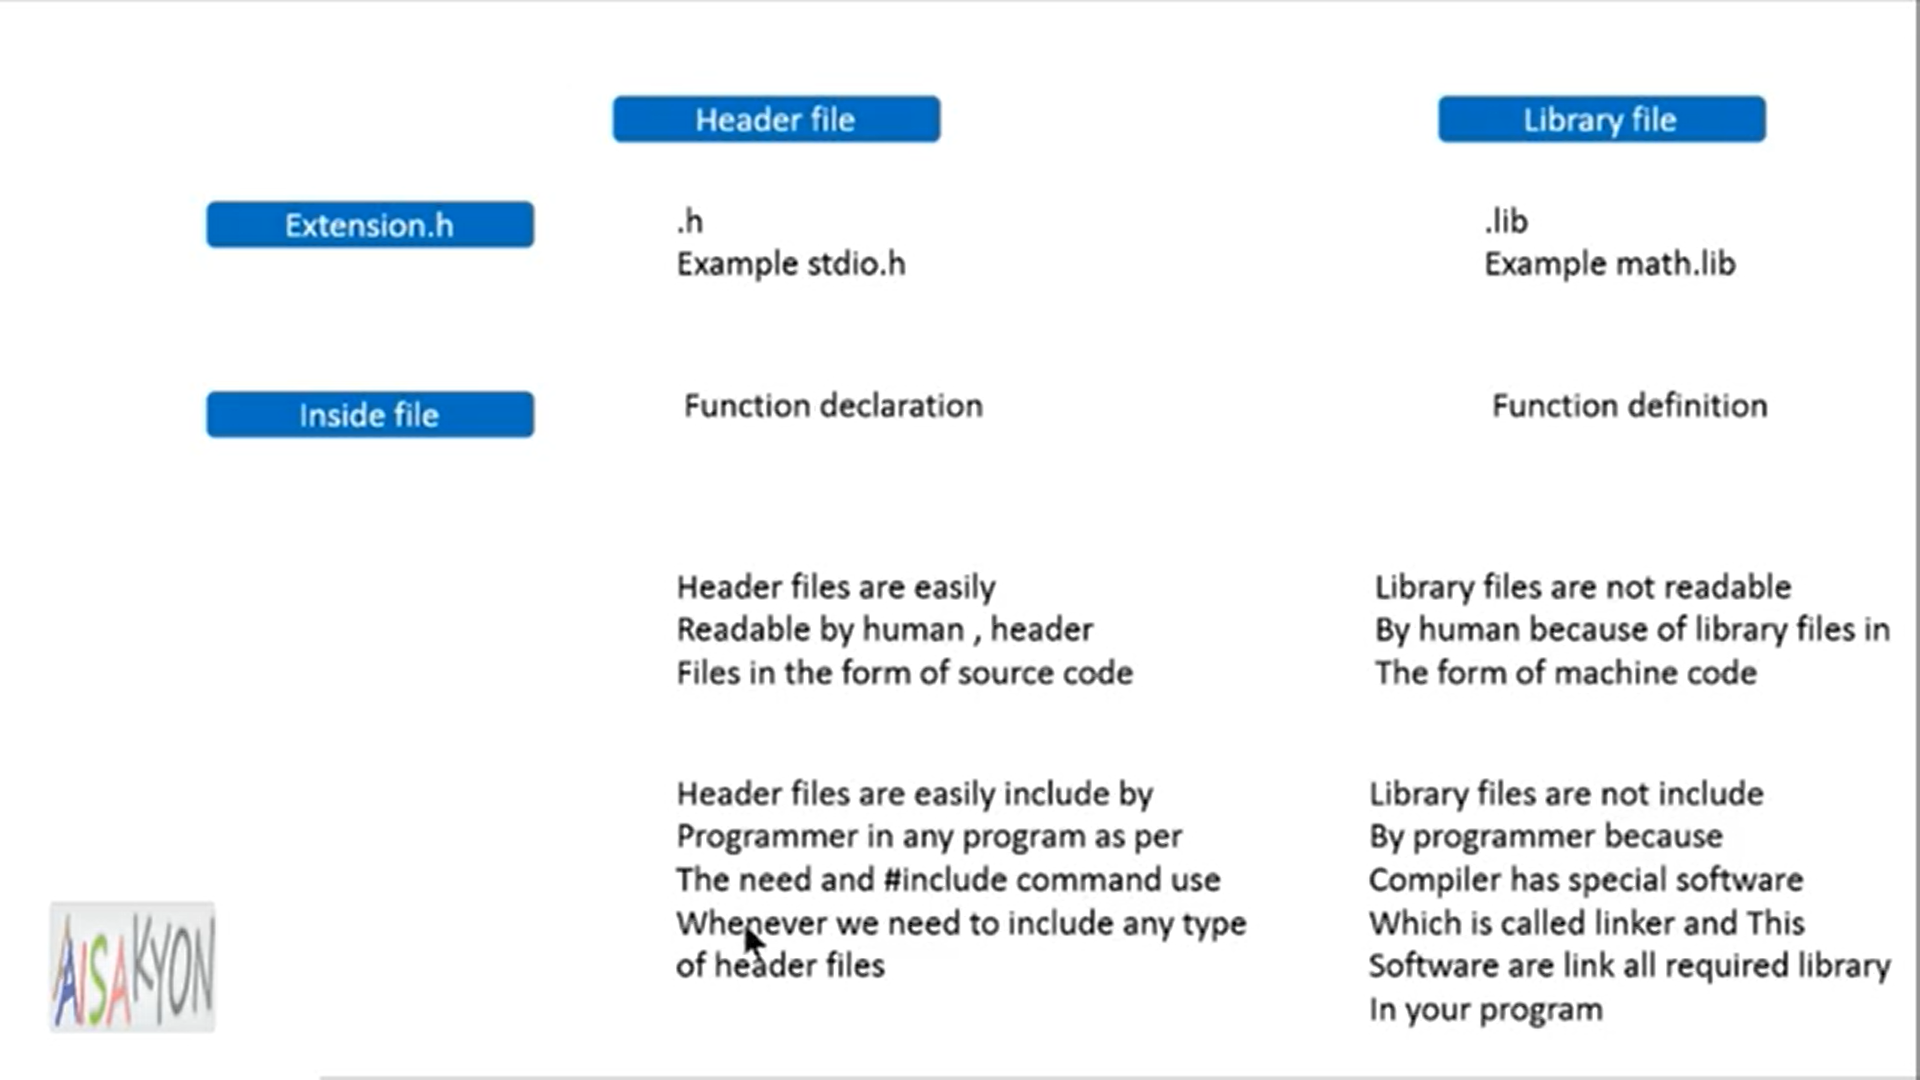 Header file
Library file
Extension.h
.h
Example stdio.h
.lib
Example math.lib
Inside file
Function declaration
Function definition
Header files are easily
Readable by human , header
Files in the form of source code
Library files are not readable
By human because of library files in
The form of machine code
Header files are easily include by
Programmer in any program as per
The need and #include command use
Whenever we need to include any type
of header files
Library files are not include
By programmer because
Compiler has special software
Which is called linker and This
Software are link all required library
In your program
AISAKYON